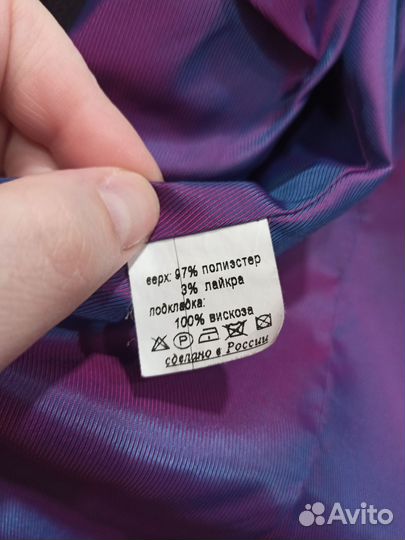 верх: 97% полиэстер
3% лайкра
подкладка:
100% вискоза
P
сделано в России
Avito